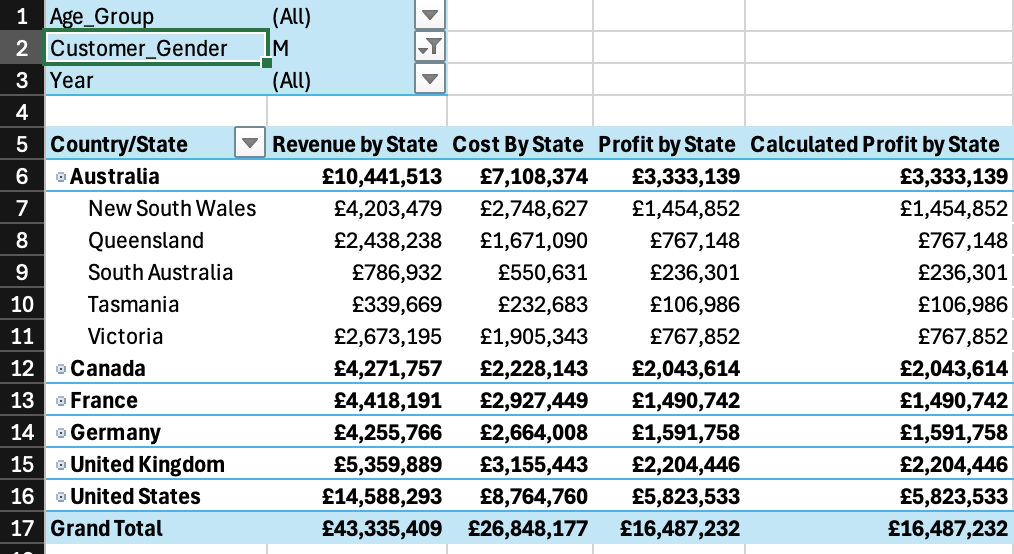 1 Age_Group (All)
2 Customer_Gender M
3 Year (All)
4
5 Country/State Revenue by State Cost By State Profit by State Calculated Profit by State
6 Australia £10,441,513 £7,108,374 £3,333,139 £3,333,139
7 New South Wales £4,203,479 £2,748,627 £1,454,852 £1,454,852
8 Queensland £2,438,238 £1,671,090 £767,148 £767,148
9 South Australia £786,932 £550,631 £236,301 £236,301
10 Tasmania £339,669 £232,683 £106,986 £106,986
11 Victoria £2,673,195 £1,905,343 £767,852 £767,852
12 Canada £4,271,757 £2,228,143 £2,043,614 £2,043,614
13 France £4,418,191 £2,927,449 £1,490,742 £1,490,742
14 Germany £4,255,766 £2,664,008 £1,591,758 £1,591,758
15 United Kingdom £5,359,889 £3,155,443 £2,204,446 £2,204,446
16 United States £14,588,293 £8,764,760 £5,823,533 £5,823,533
17 Grand Total £43,335,409 £26,848,177 £16,487,232 £16,487,232